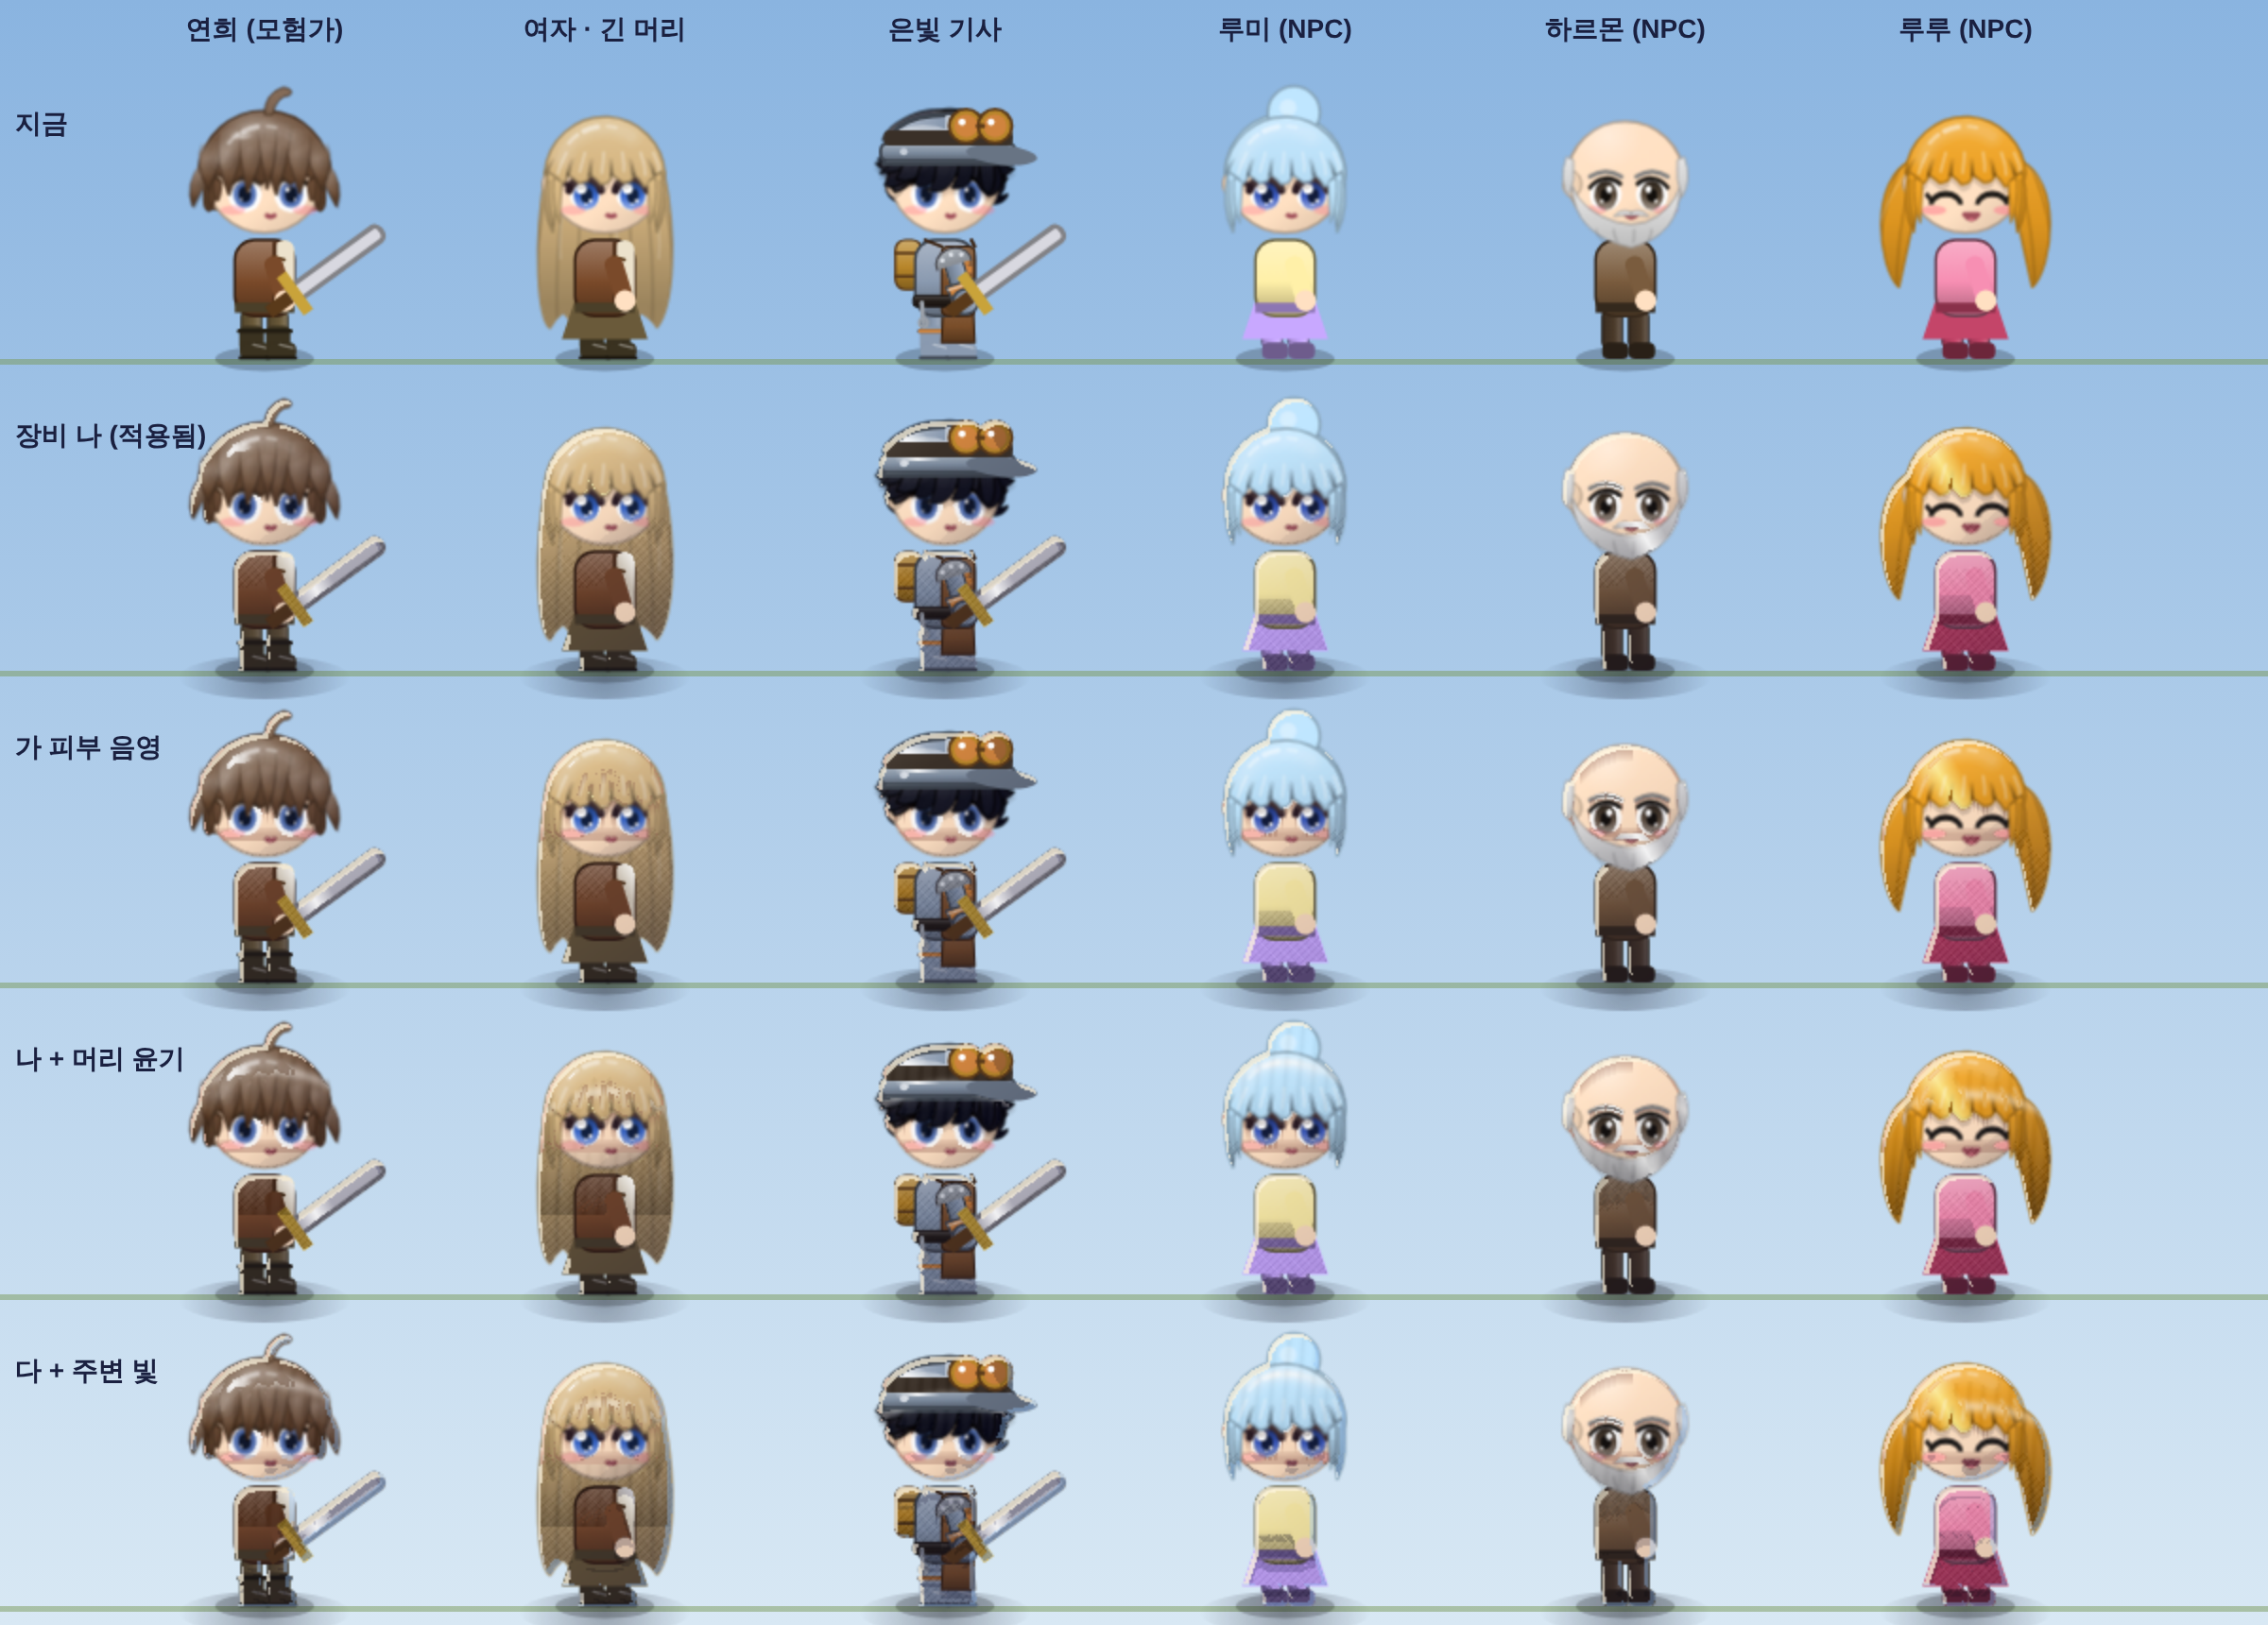 연희 (모험가)
여자 · 긴 머리
은빛 기사
루미 (NPC)
하르몬 (NPC)
루루 (NPC)
지금
장비 나 (적용됨)
가 피부 음영
나 + 머리 윤기
다 + 주변 빛